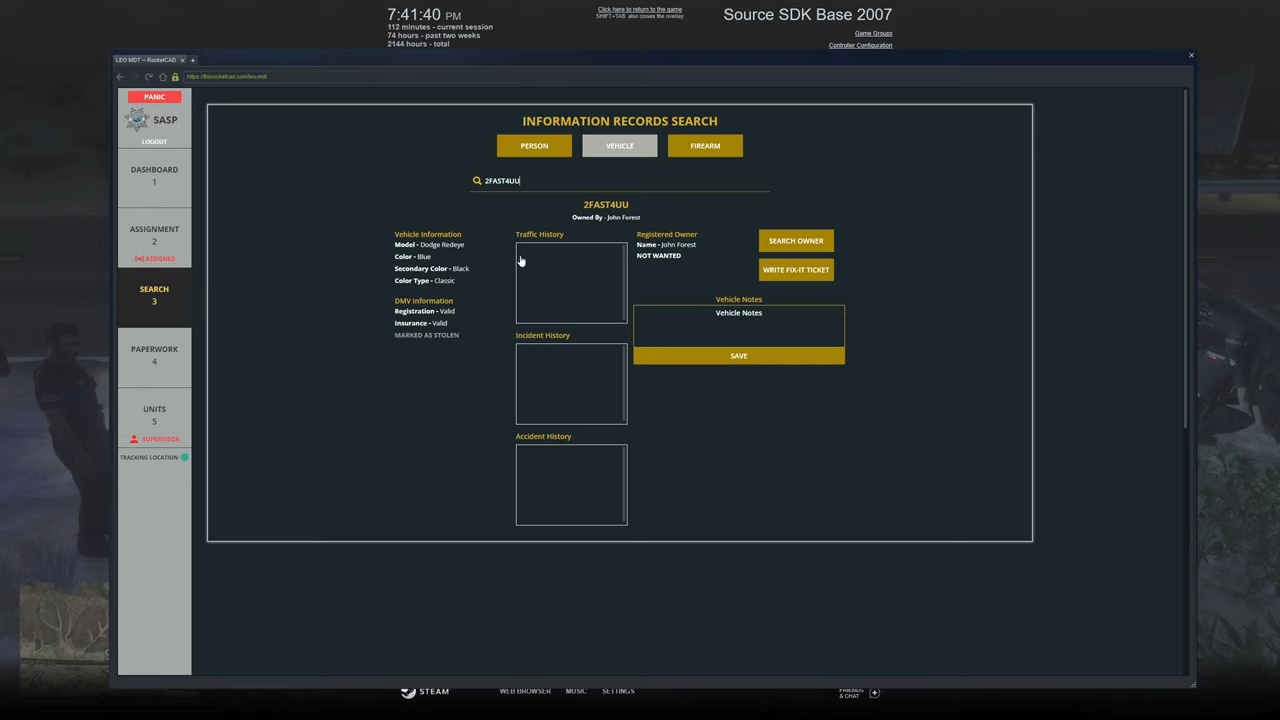 7:41:40 PM
112 minutes - current session
74 hours - past two weeks
2144 hours - total
Click here to return to the game
SHIFT+TAB also closes the overlay
Source SDK Base 2007
Game Groups
Controller Configuration
LEO MDT — RocketCAD × +
https://therocketcad.com/leo-mdt
PANIC
SASP
LOGOUT
DASHBOARD
1
ASSIGNMENT
2
ASSIGNED
SEARCH
3
PAPERWORK
4
UNITS
5
SUPERVISOR
TRACKING LOCATION
INFORMATION RECORDS SEARCH
PERSON VEHICLE FIREARM
2FAST4UU
2FAST4UU
Owned By - John Forest
Vehicle Information
Model - Dodge Redeye
Color - Blue
Secondary Color - Black
Color Type - Classic
DMV Information
Registration - Valid
Insurance - Valid
MARKED AS STOLEN
Traffic History
Incident History
Accident History
Registered Owner
Name - John Forest
NOT WANTED
SEARCH OWNER
WRITE FIX-IT TICKET
Vehicle Notes
Vehicle Notes
SAVE
STEAM
WEB BROWSER MUSIC SETTINGS
FRIENDS
& CHAT